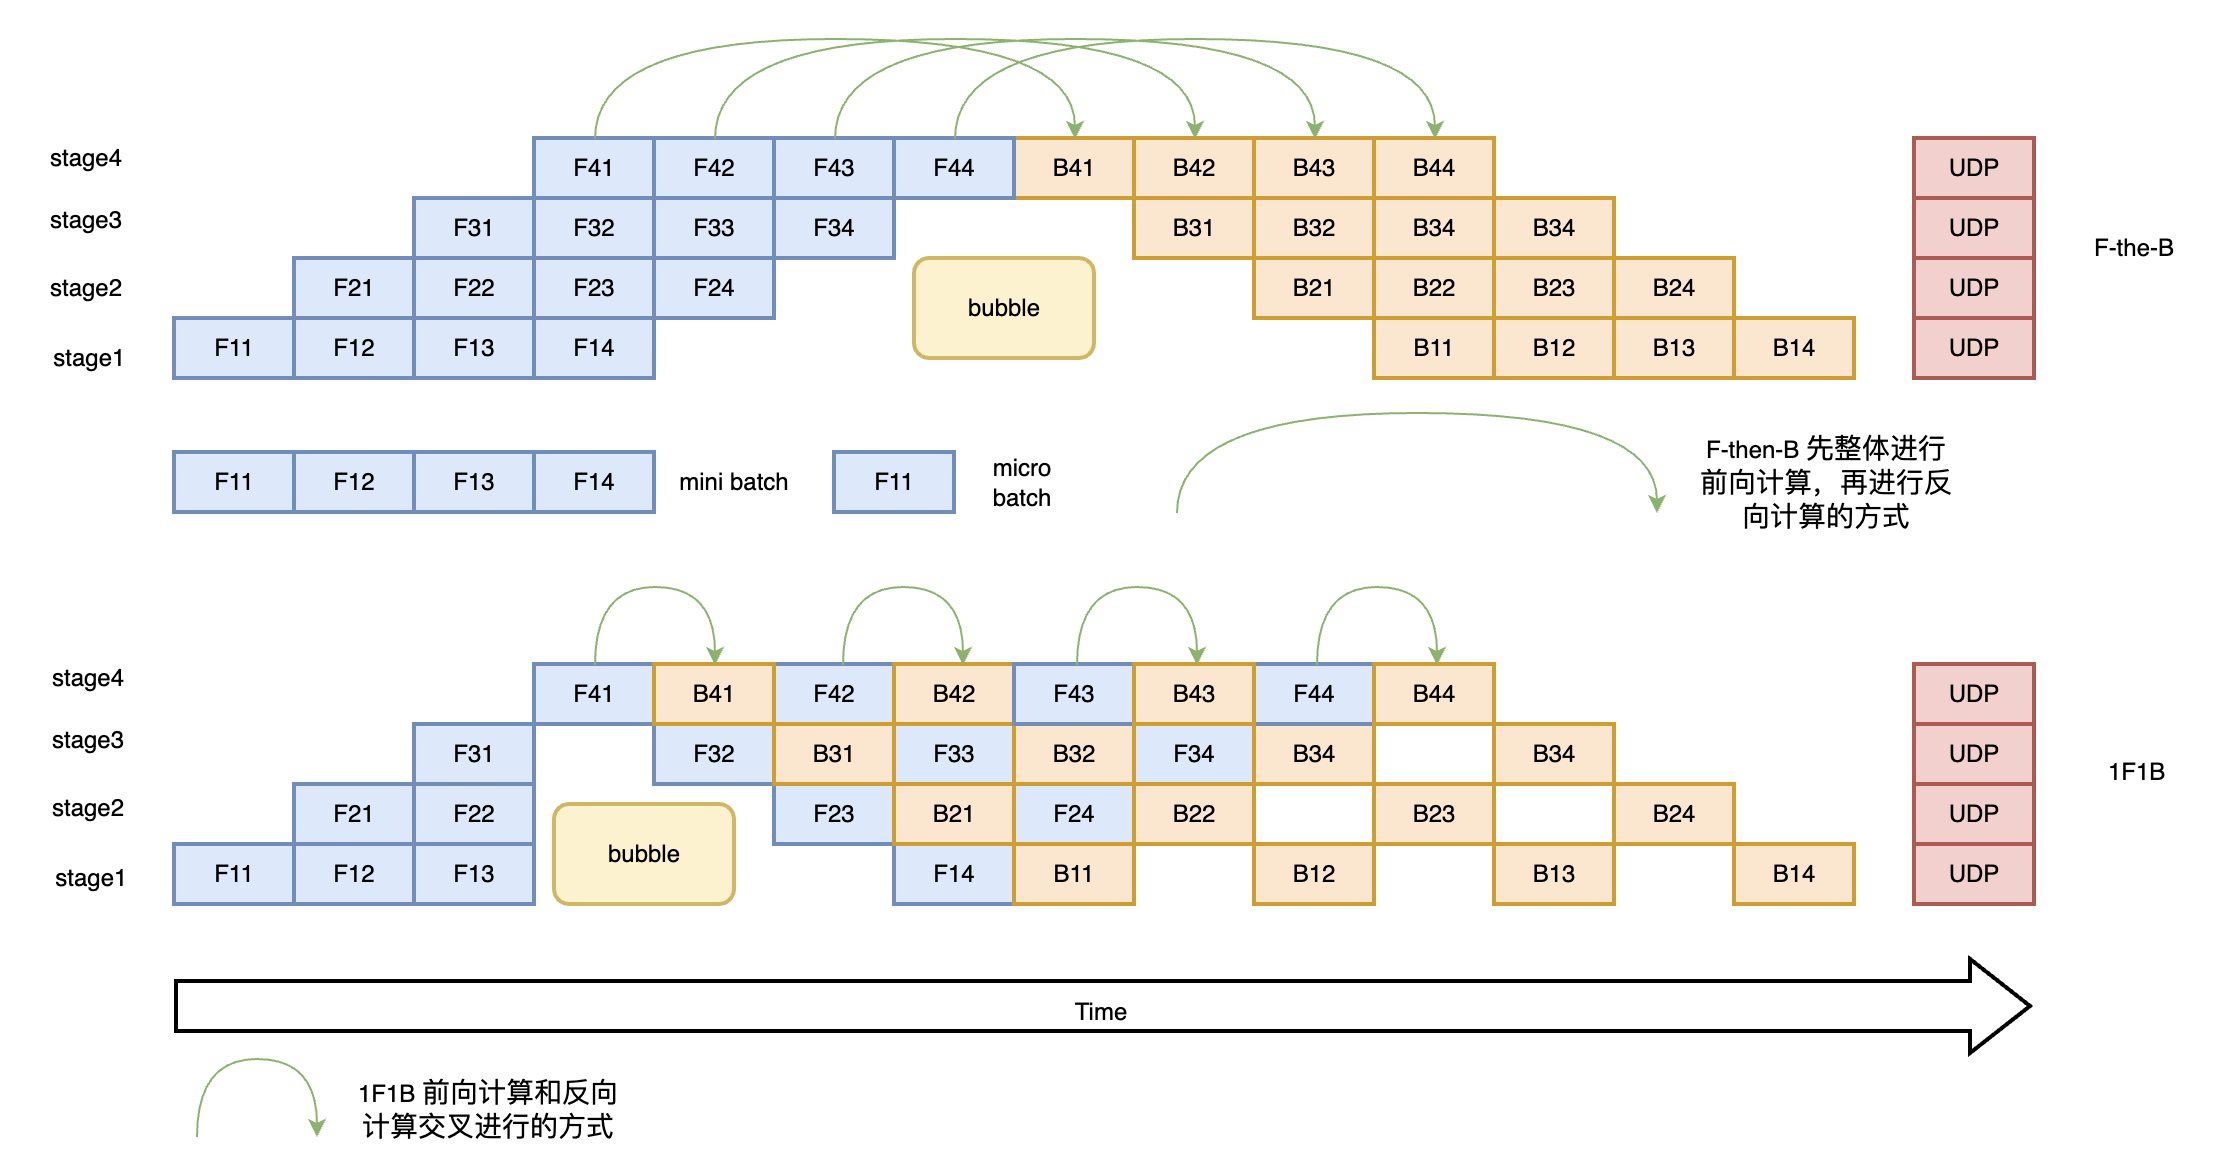 stage4 F41 F42 F43 F44 B41 B42 B43 B44 UDP
stage3 F31 F32 F33 F34 B31 B32 B34 B34 UDP
F-the-B
stage2 F21 F22 F23 F24 B21 B22 B23 B24 UDP
bubble
stage1 F11 F12 F13 F14 B11 B12 B13 B14 UDP
F11 F12 F13 F14 mini batch
F11
micro
batch
F-then-B 先整体进行
前向计算，再进行反
向计算的方式
stage4 F41 B41 F42 B42 F43 B43 F44 B44 UDP
stage3 F31 F32 B31 F33 B32 F34 B34 B34 UDP
1F1B
stage2 F21 F22 F23 B21 F24 B22 B23 B24 UDP
bubble
stage1 F11 F12 F13 F14 B11 B12 B13 B14 UDP
Time
1F1B 前向计算和反向
计算交叉进行的方式